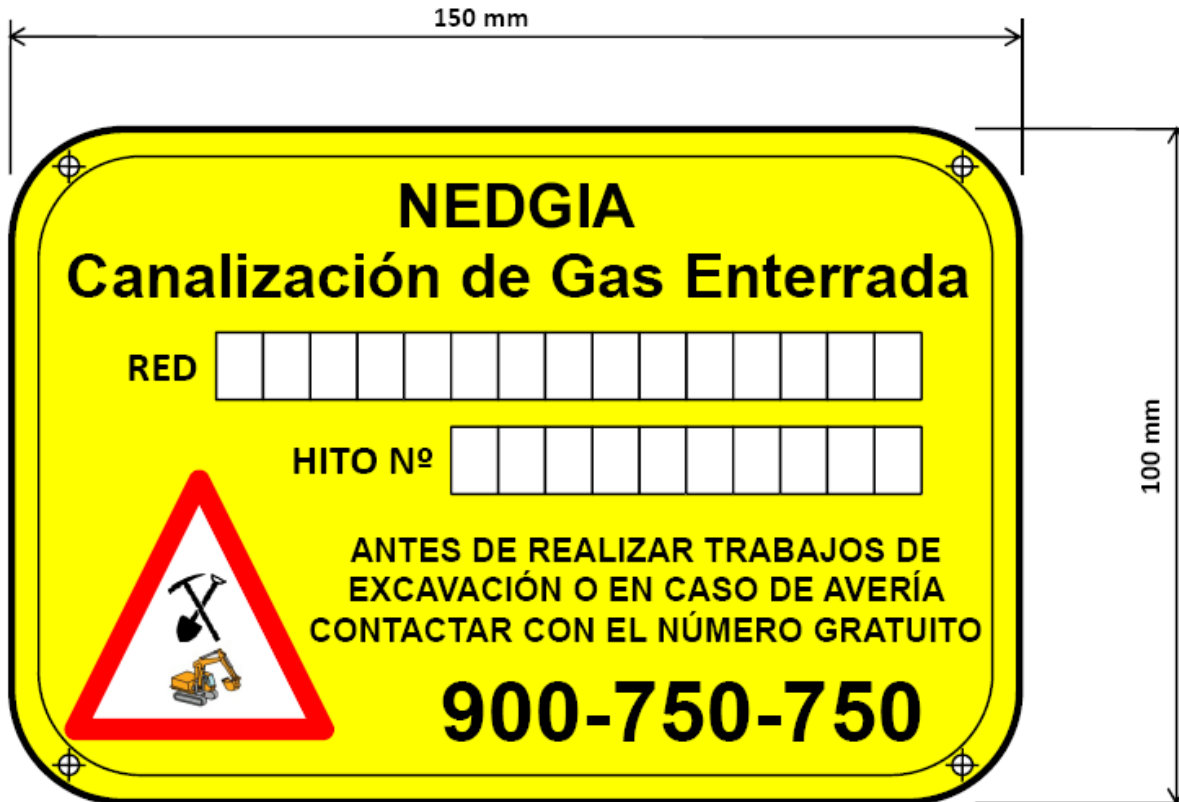 150 mm
NEDGIA
Canalización de Gas Enterrada
RED
HITO Nº
100 mm
ANTES DE REALIZAR TRABAJOS DE
EXCAVACIÓN O EN CASO DE AVERÍA
CONTACTAR CON EL NÚMERO GRATUITO
900-750-750